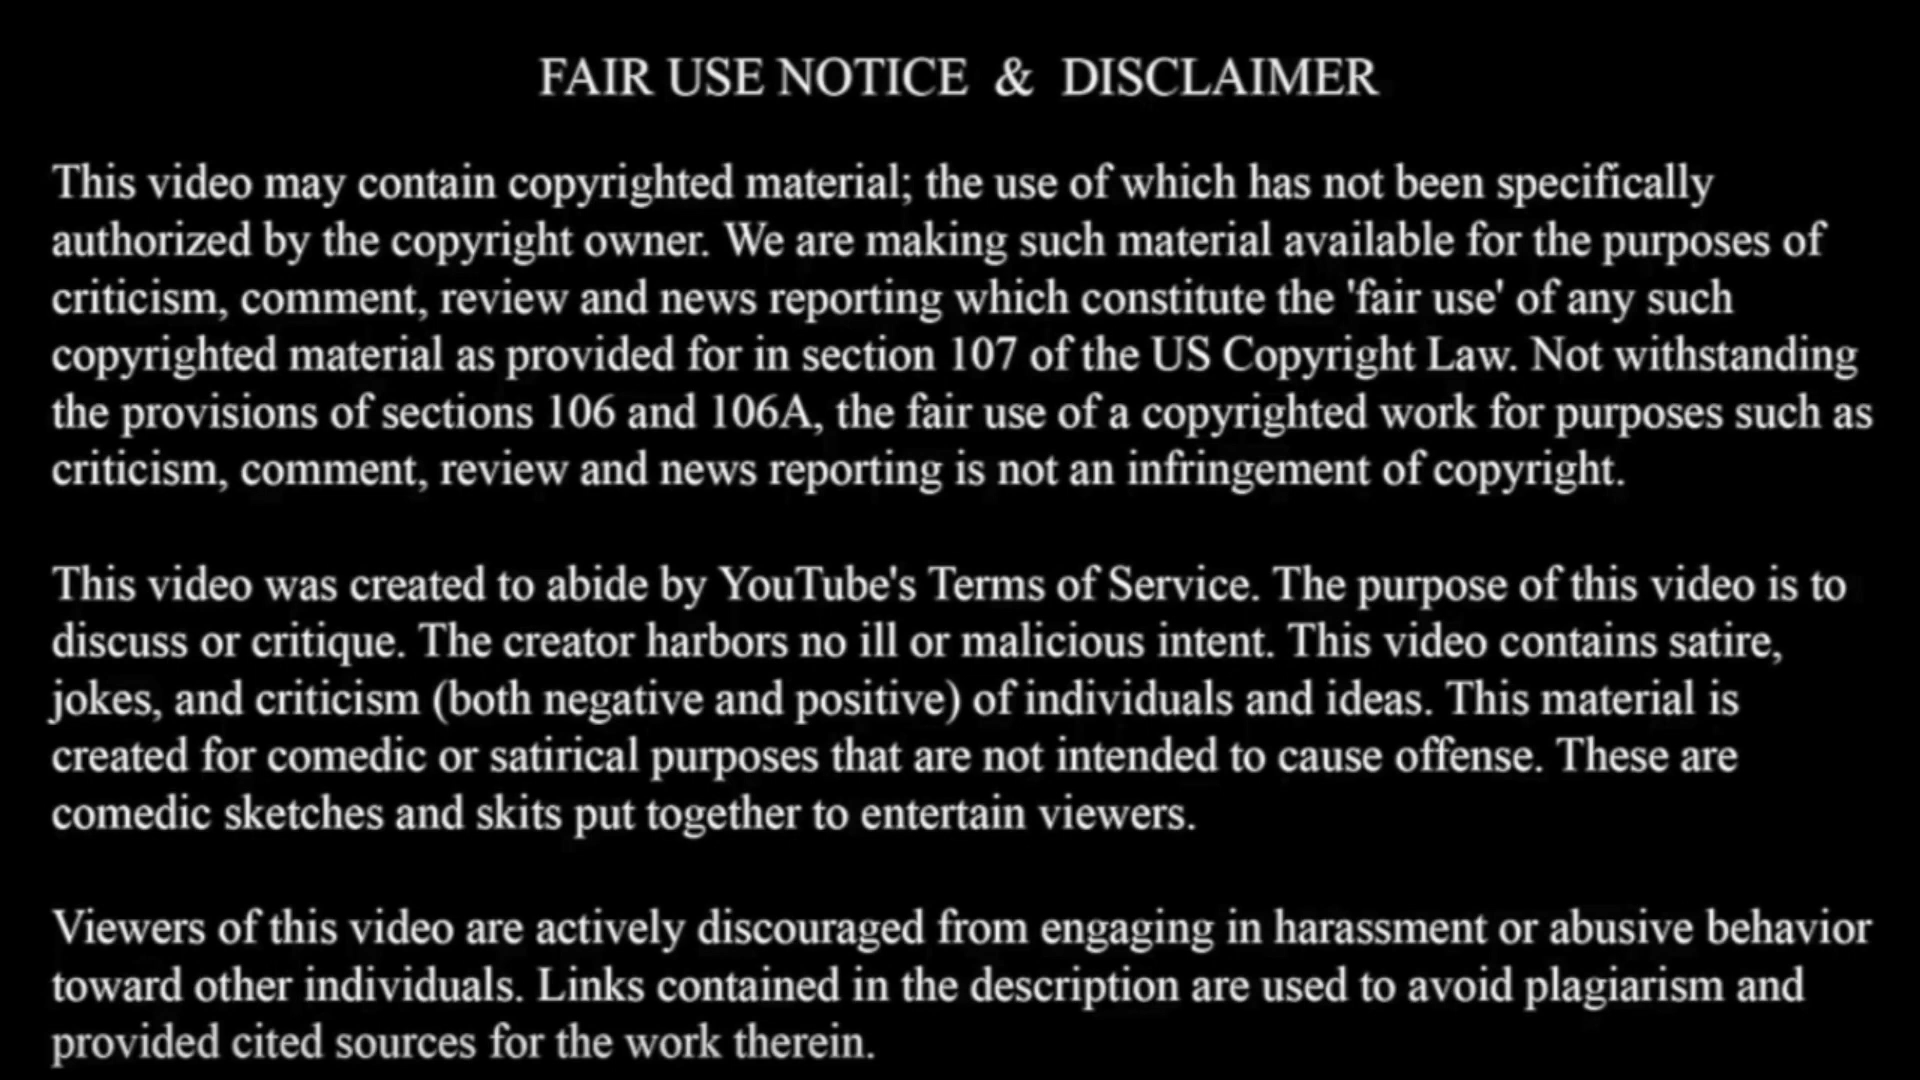 FAIR USE NOTICE & DISCLAIMER
This video may contain copyrighted material; the use of which has not been specifically
authorized by the copyright owner. We are making such material available for the purposes of
criticism, comment, review and news reporting which constitute the 'fair use' of any such
copyrighted material as provided for in section 107 of the US Copyright Law. Not withstanding
the provisions of sections 106 and 106A, the fair use of a copyrighted work for purposes such as
criticism, comment, review and news reporting is not an infringement of copyright.
This video was created to abide by YouTube's Terms of Service. The purpose of this video is to
discuss or critique. The creator harbors no ill or malicious intent. This video contains satire,
jokes, and criticism (both negative and positive) of individuals and ideas. This material is
created for comedic or satirical purposes that are not intended to cause offense. These are
comedic sketches and skits put together to entertain viewers.
Viewers of this video are actively discouraged from engaging in harassment or abusive behavior
toward other individuals. Links contained in the description are used to avoid plagiarism and
provided cited sources for the work therein.